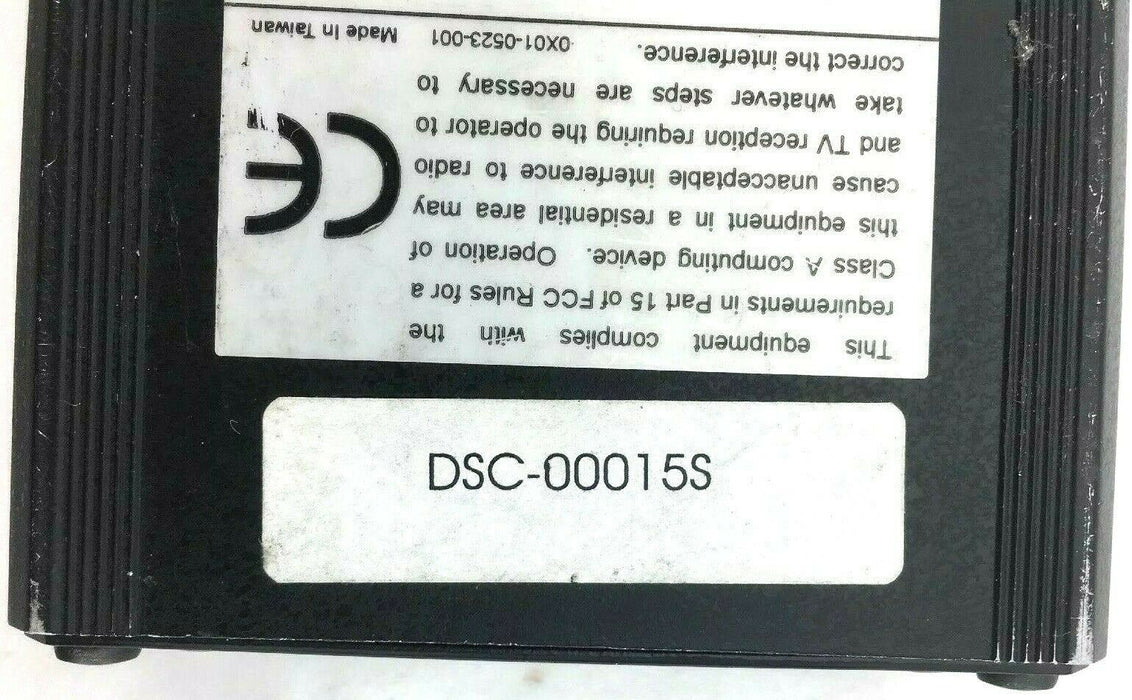 This equipment complies with the
requirements in Part 15 of FCC Rules for a
Class A computing device. Operation of
this equipment in a residential area may
cause unacceptable interference to radio
and TV reception requiring the operator to
take whatever steps are necessary to
correct the interference.
CE
0X01-0523-001 Made In Taiwan
DSC-00015S